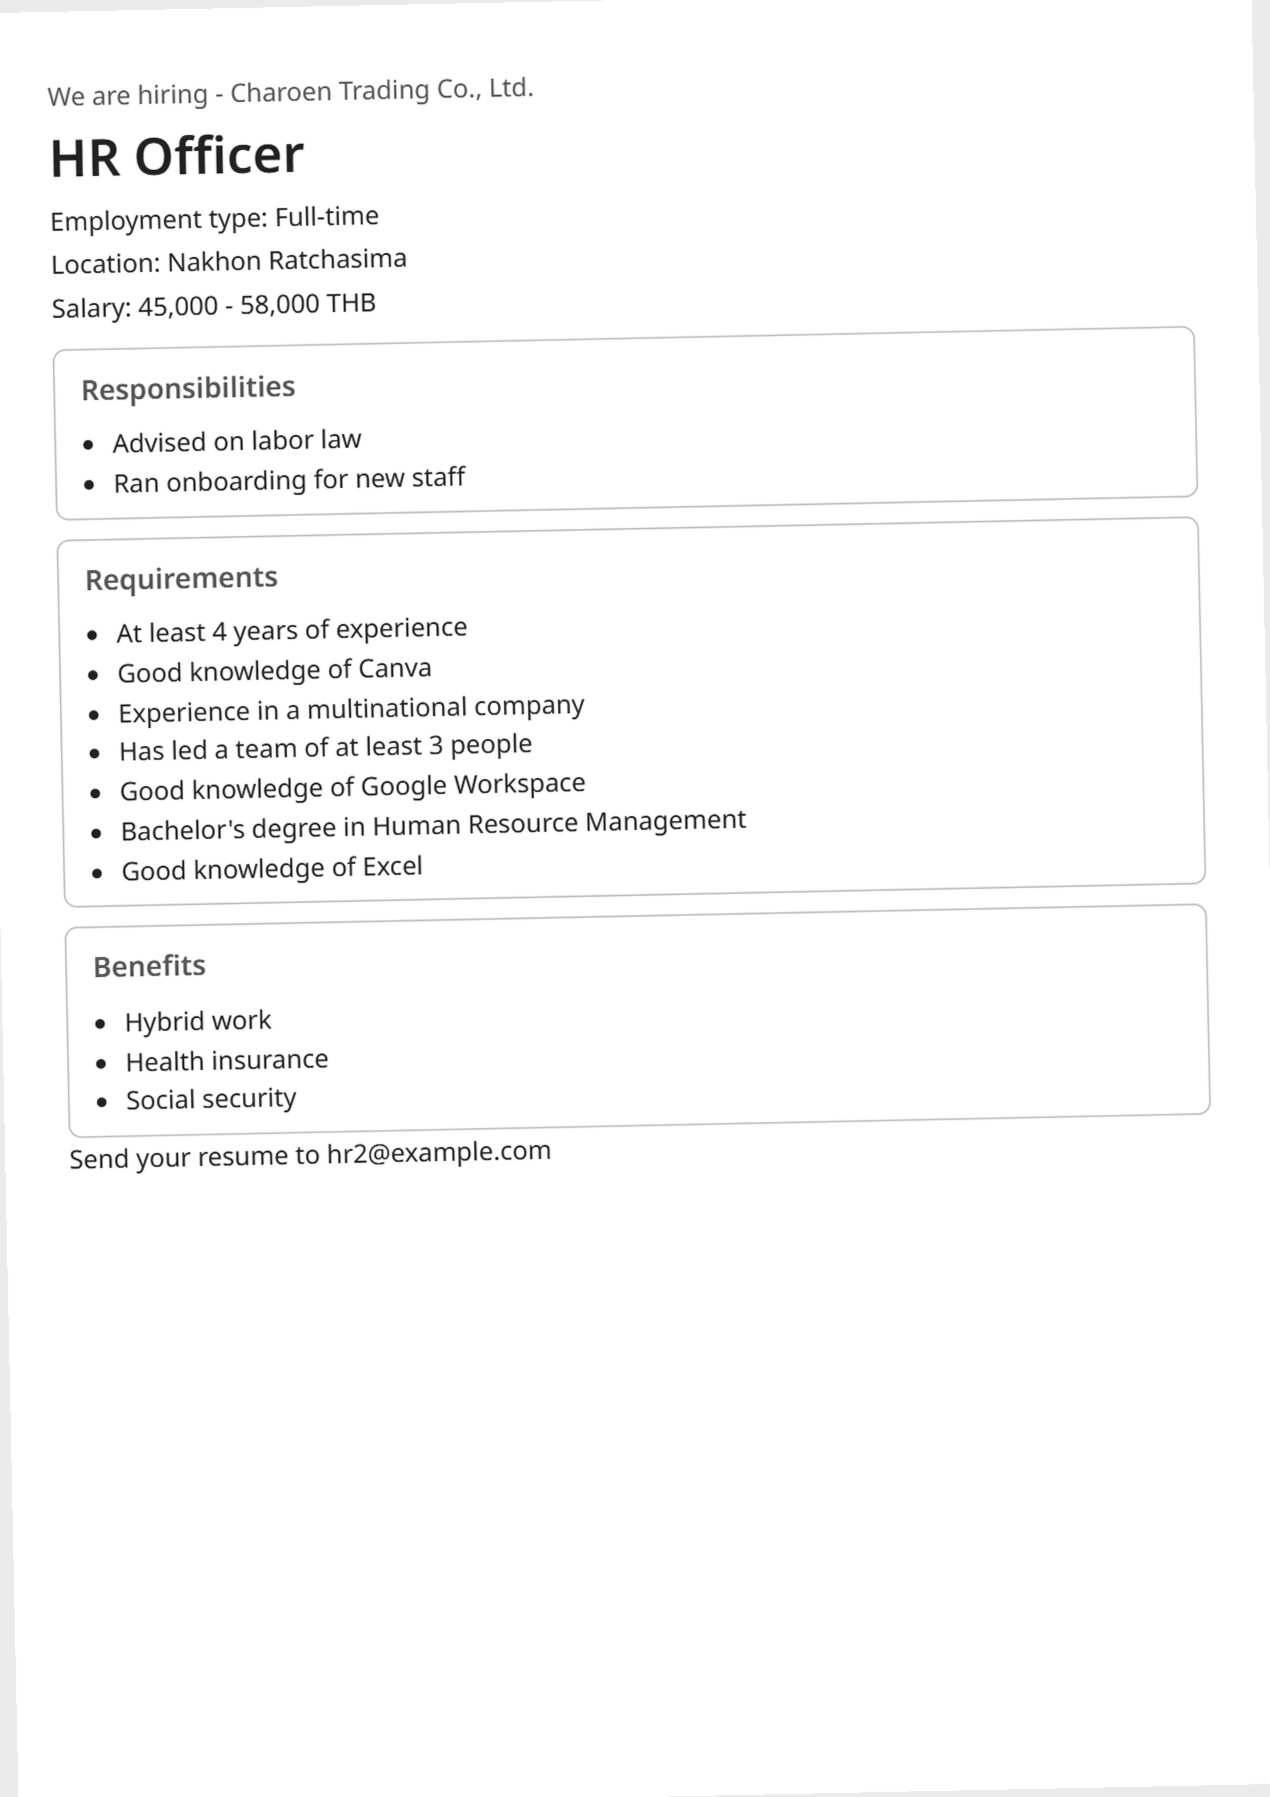 We are hiring - Charoen Trading Co., Ltd.
HR Officer
Employment type: Full-time
Location: Nakhon Ratchasima
Salary: 45,000 - 58,000 THB
Responsibilities
• Advised on labor law
• Ran onboarding for new staff
Requirements
• At least 4 years of experience
• Good knowledge of Canva
• Experience in a multinational company
• Has led a team of at least 3 people
• Good knowledge of Google Workspace
• Bachelor's degree in Human Resource Management
• Good knowledge of Excel
Benefits
• Hybrid work
• Health insurance
• Social security
Send your resume to hr2@example.com